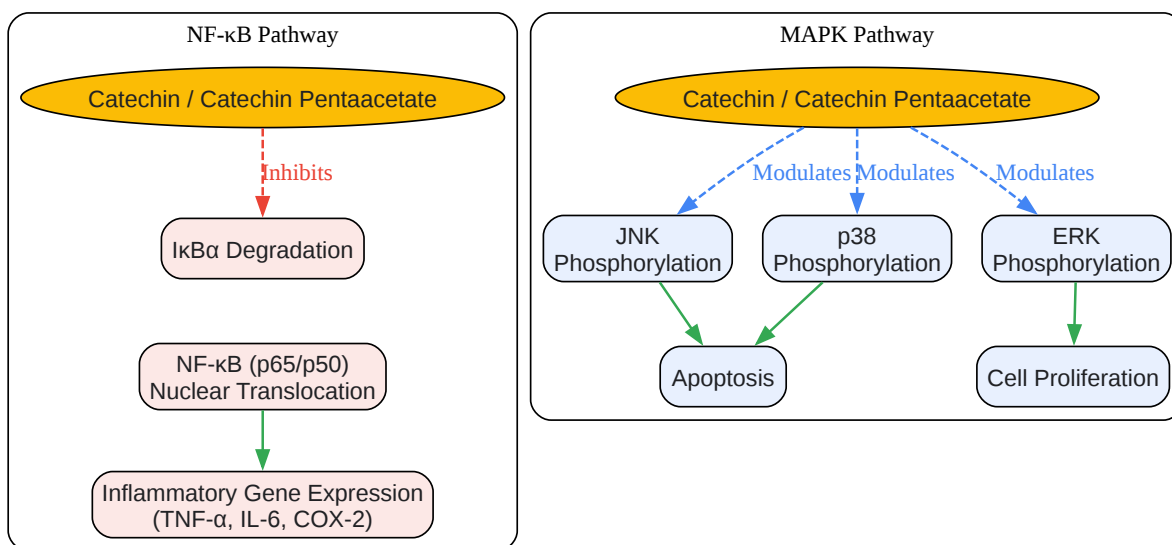 NF-κB Pathway
Catechin / Catechin Pentaacetate
Inhibits
IκBα Degradation
NF-κB (p65/p50)
Nuclear Translocation
Inflammatory Gene Expression
(TNF-α, IL-6, COX-2)
MAPK Pathway
Catechin / Catechin Pentaacetate
Modulates
Modulates
Modulates
JNK
Phosphorylation
p38
Phosphorylation
ERK
Phosphorylation
Apoptosis
Cell Proliferation